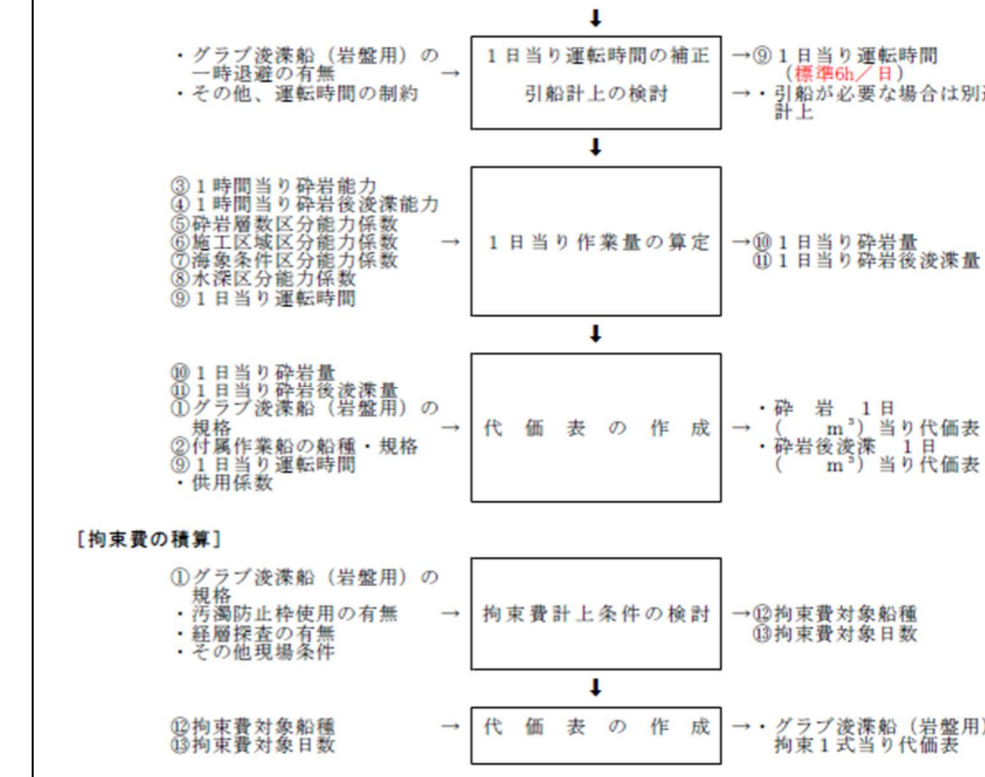 ↓
・グラブ浚渫船（岩盤用）の
一時退避の有無
・その他、運転時間の制約
→
１日当り運転時間の補正
引船計上の検討
→⑨１日当り運転時間
（標準6h／日）
→・引船が必要な場合は別
計上
↓
③１時間当り砕岩能力
④１時間当り砕岩後浚渫能力
⑤砕岩層数区分能力係数
⑥施工区域区分能力係数
⑦海象条件区分能力係数
⑧水深区分能力係数
⑨１日当り運転時間
→
１日当り作業量の算定
→⑩１日当り砕岩量
⑪１日当り砕岩後浚渫量
↓
⑩１日当り砕岩量
⑪１日当り砕岩後浚渫量
①グラブ浚渫船（岩盤用）の
規格
②付属作業船の船種・規格
⑨１日当り運転時間
・供用係数
→
代 価 表 の 作 成
→
・砕 岩 １日
（ m³）当り代価表
・砕岩後浚渫 １日
（ m³）当り代価表
［拘束費の積算］
①グラブ浚渫船（岩盤用）の
規格
・汚濁防止枠使用の有無
・経層探査の有無
・その他現場条件
→
拘束費計上条件の検討
→⑫拘束費対象船種
⑬拘束費対象日数
↓
⑫拘束費対象船種
⑬拘束費対象日数
→
代 価 表 の 作 成
→・グラブ浚渫船（岩盤用）
拘束１式当り代価表